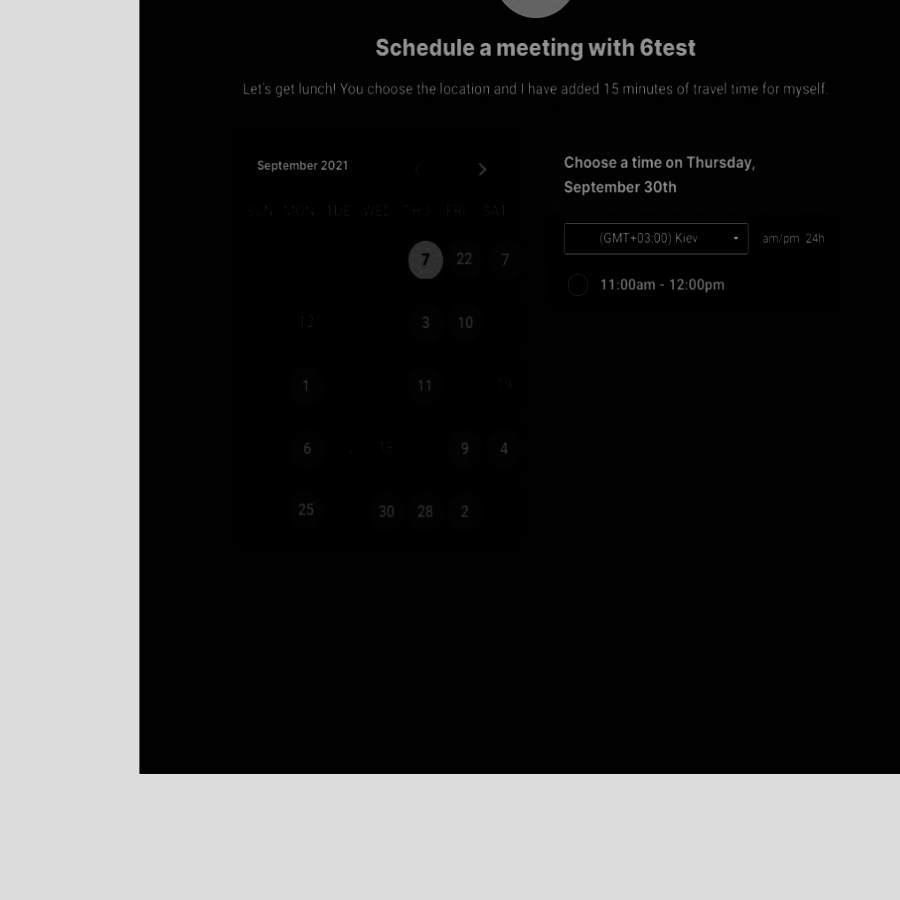 Schedule a meeting with 6test
Let's get lunch! You choose the location and I have added 15 minutes of travel time for myself.
September 2021
SUN MON TUE WED THU FRI SAT
7 22 7
12 3 10
1 11
6 9 4
25 30 28 2
Choose a time on Thursday,
September 30th
(GMT+03:00) Kiev
am/pm 24h
11:00am - 12:00pm